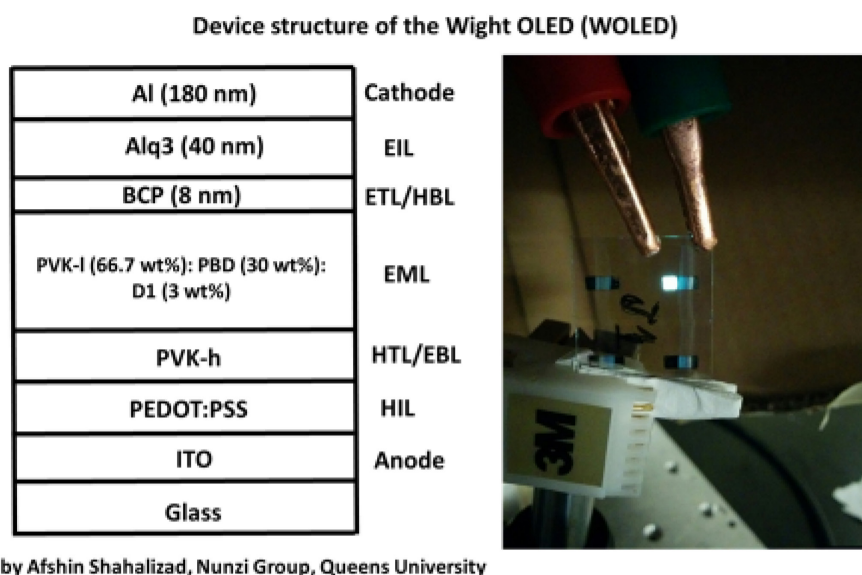 Device structure of the Wight OLED (WOLED)
Al (180 nm) Cathode
Alq3 (40 nm) EIL
BCP (8 nm) ETL/HBL
PVK-l (66.7 wt%): PBD (30 wt%):
D1 (3 wt%)
EML
PVK-h HTL/EBL
PEDOT:PSS HIL
ITO Anode
Glass
3M
by Afshin Shahalizad, Nunzi Group, Queens University